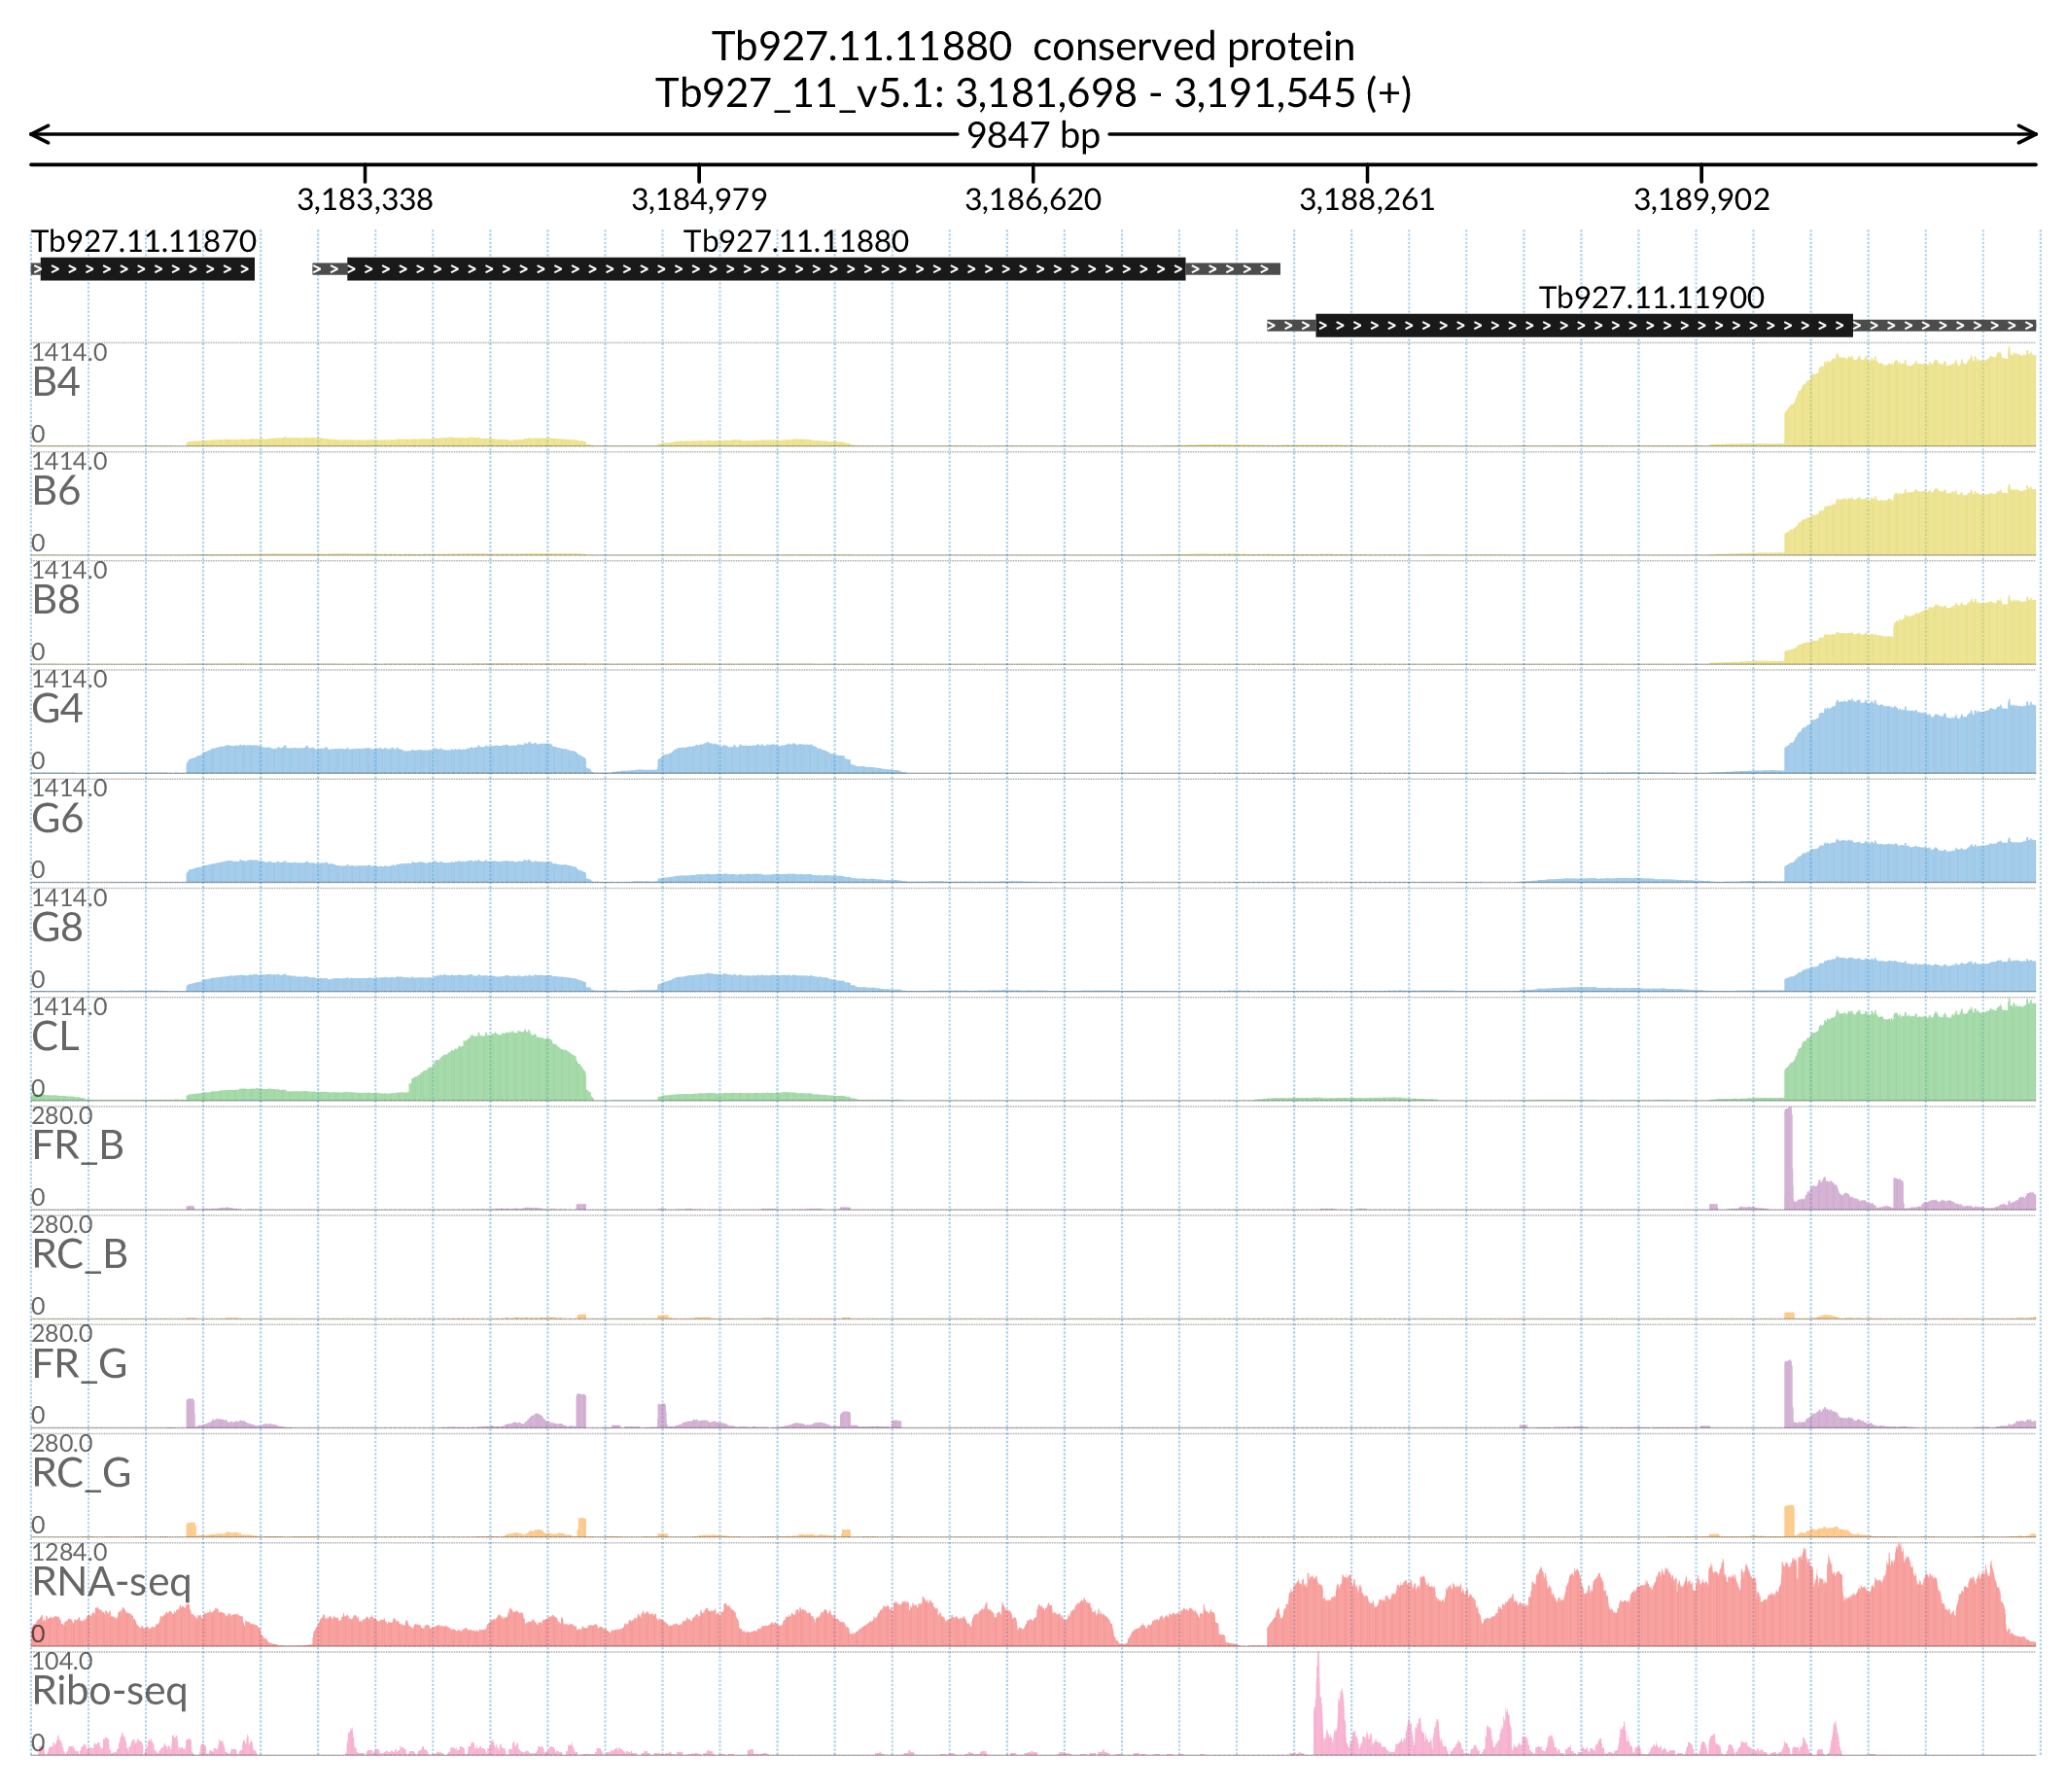 Tb927.11.11880  conserved protein
Tb927_11_v5.1: 3,181,698 - 3,191,545 (+)
9847 bp
3,183,338 3,184,979 3,186,620 3,188,261 3,189,902
Tb927.11.11870 Tb927.11.11880
Tb927.11.11900
1414.0
B4
0
1414.0
B6
0
1414.0
B8
0
1414.0
G4
0
1414.0
G6
0
1414.0
G8
0
1414.0
CL
0
280.0
FR_B
0
280.0
RC_B
0
280.0
FR_G
0
280.0
RC_G
0
1284.0
RNA-seq
0
104.0
Ribo-seq
0